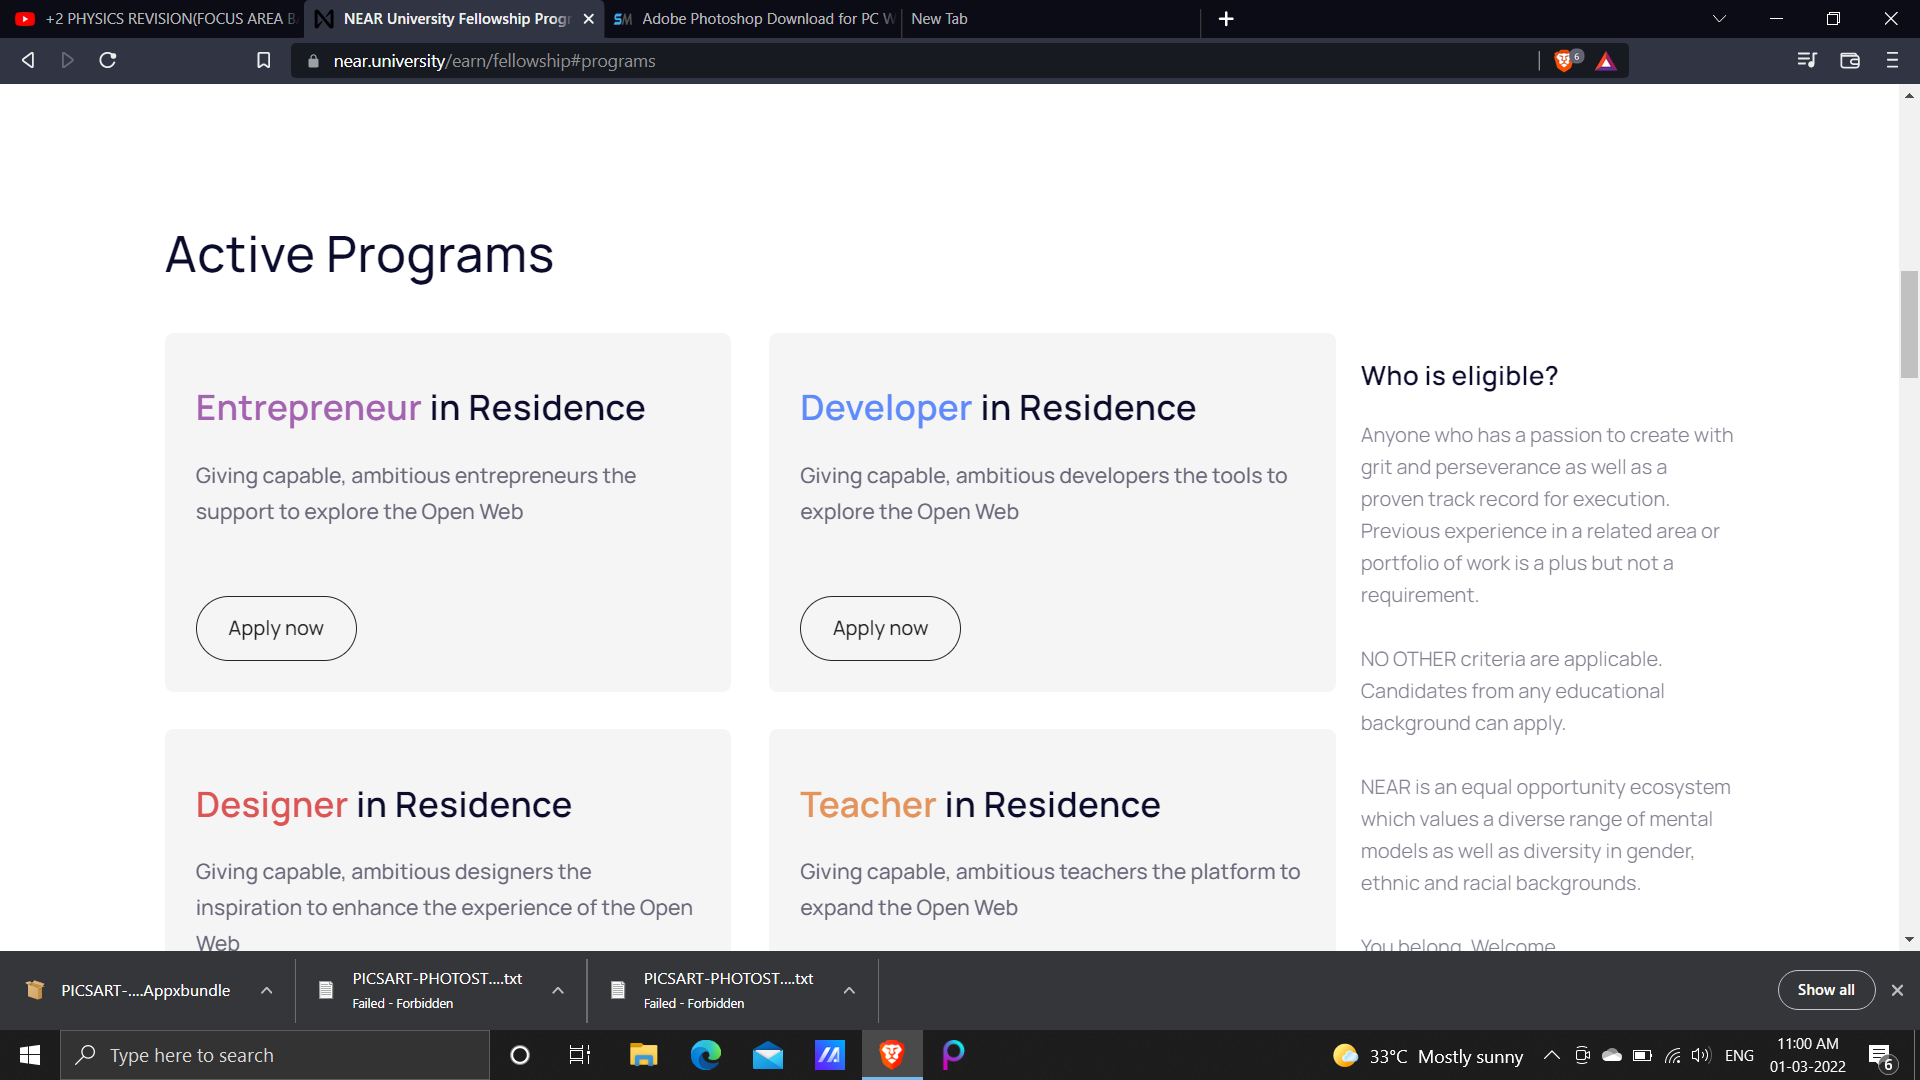 +2 PHYSICS REVISION(FOCUS AREA B
NEAR University Fellowship Progr
Adobe Photoshop Download for PC W
New Tab
near.university/earn/fellowship#programs
6
Active Programs
Entrepreneur in Residence
Giving capable, ambitious entrepreneurs the
support to explore the Open Web
Apply now
Developer in Residence
Giving capable, ambitious developers the tools to
explore the Open Web
Apply now
Designer in Residence
Giving capable, ambitious designers the
inspiration to enhance the experience of the Open
Web
Teacher in Residence
Giving capable, ambitious teachers the platform to
expand the Open Web
Who is eligible?
Anyone who has a passion to create with
grit and perseverance as well as a
proven track record for execution.
Previous experience in a related area or
portfolio of work is a plus but not a
requirement.
NO OTHER criteria are applicable.
Candidates from any educational
background can apply.
NEAR is an equal opportunity ecosystem
which values a diverse range of mental
models as well as diversity in gender,
ethnic and racial backgrounds.
You belong. Welcome
PICSART-....Appxbundle
PICSART-PHOTOST....txt
Failed - Forbidden
PICSART-PHOTOST....txt
Failed - Forbidden
Show all
Type here to search
33°C Mostly sunny
ENG
11:00 AM
01-03-2022
6